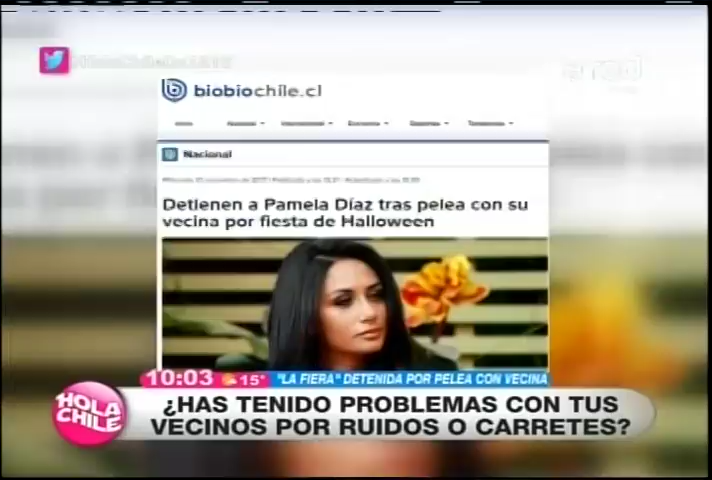 biobiochile.cl
Nacional
Detienen a Pamela Díaz tras pelea con su
vecina por fiesta de Halloween
10:03 15° "LA FIERA" DETENIDA POR PELEA CON VECINA
HOLA
CHILE
¿HAS TENIDO PROBLEMAS CON TUS
VECINOS POR RUIDOS O CARRETES?